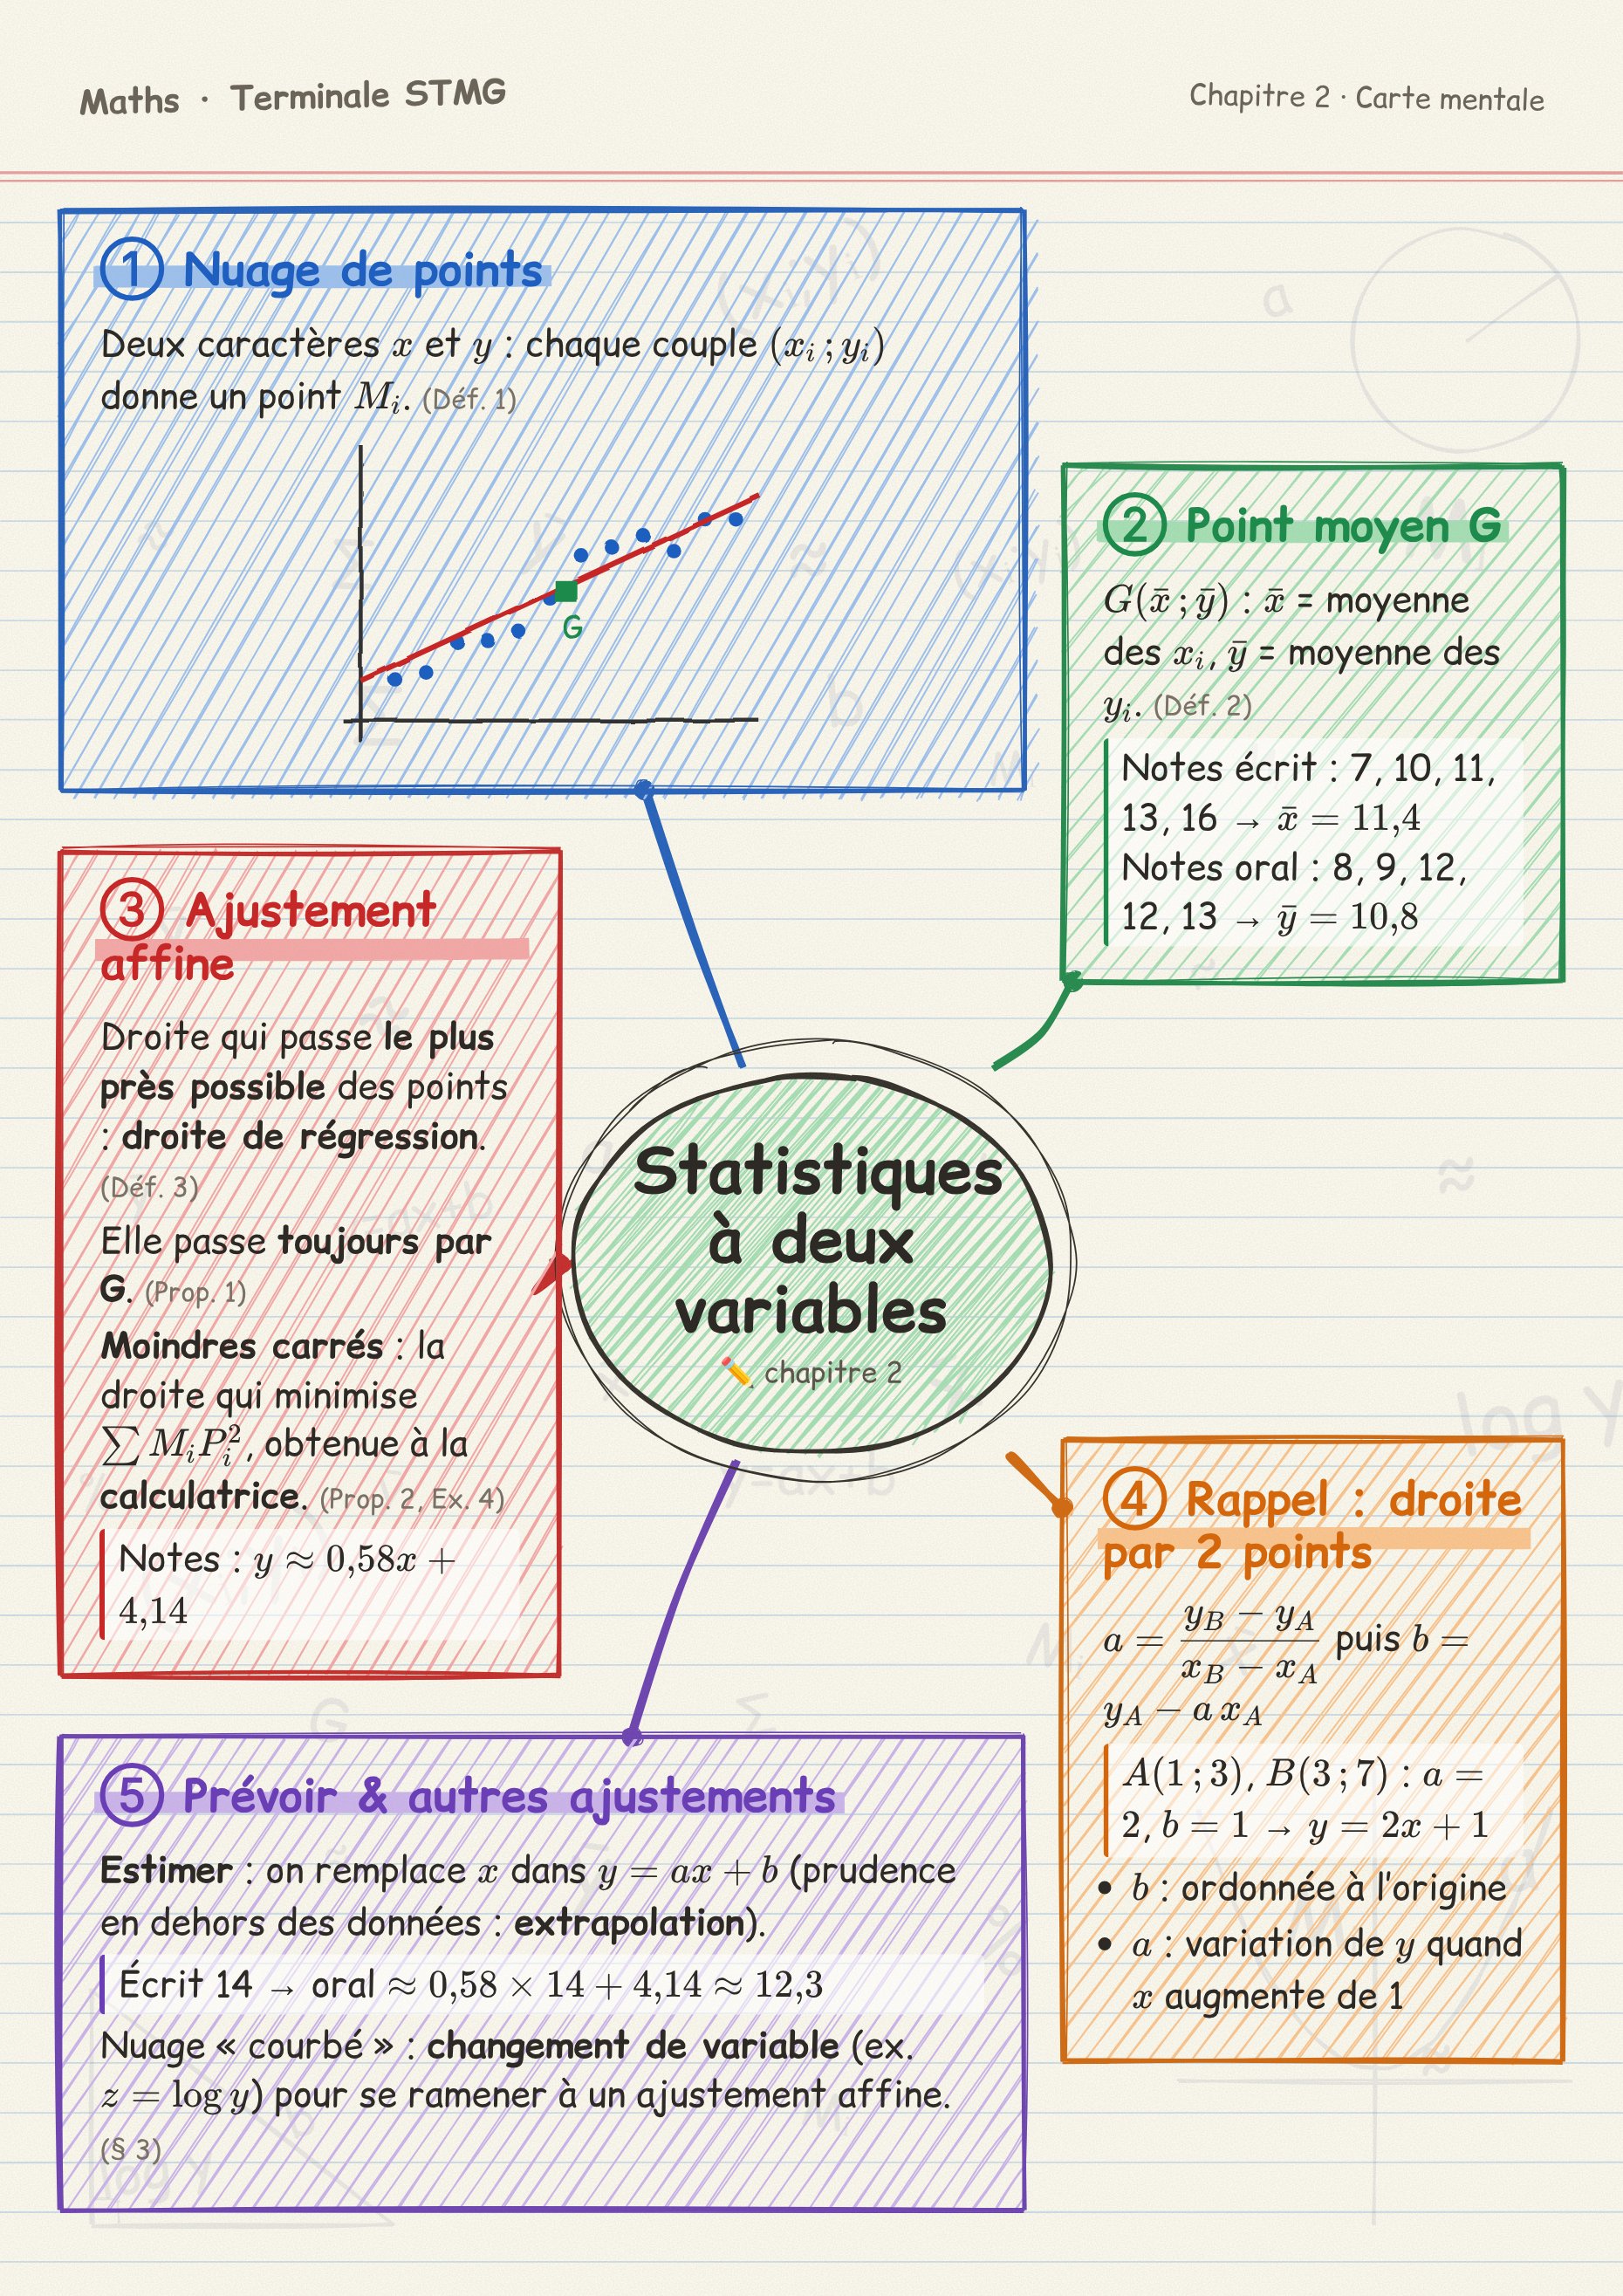 Maths · Terminale STMG
Chapitre 2 · Carte mentale
① Nuage de points
Deux caractères x et y : chaque couple (x_i ; y_i)
donne un point M_i. (Déf. 1)
G
② Point moyen G
G(x̄ ; ȳ) : x̄ = moyenne
des x_i, ȳ = moyenne des
y_i. (Déf. 2)
Notes écrit : 7, 10, 11,
13, 16 → x̄ = 11,4
Notes oral : 8, 9, 12,
12, 13 → ȳ = 10,8
③ Ajustement
affine
Droite qui passe le plus
près possible des points
: droite de régression.
(Déf. 3)
Elle passe toujours par
G. (Prop. 1)
Moindres carrés : la
droite qui minimise
∑ M_iP_i², obtenue à la
calculatrice. (Prop. 2, Ex. 4)
Notes : y ≈ 0,58x +
4,14
Statistiques
à deux
variables
✏️ chapitre 2
④ Rappel : droite
par 2 points
a = (y_B − y_A)/(x_B − x_A) puis b =
y_A − a x_A
A(1 ; 3), B(3 ; 7) : a =
2, b = 1 → y = 2x + 1
• b : ordonnée à l'origine
• a : variation de y quand
x augmente de 1
⑤ Prévoir & autres ajustements
Estimer : on remplace x dans y = ax + b (prudence
en dehors des données : extrapolation).
Écrit 14 → oral ≈ 0,58 × 14 + 4,14 ≈ 12,3
Nuage « courbé » : changement de variable (ex.
z = log y) pour se ramener à un ajustement affine.
(§ 3)